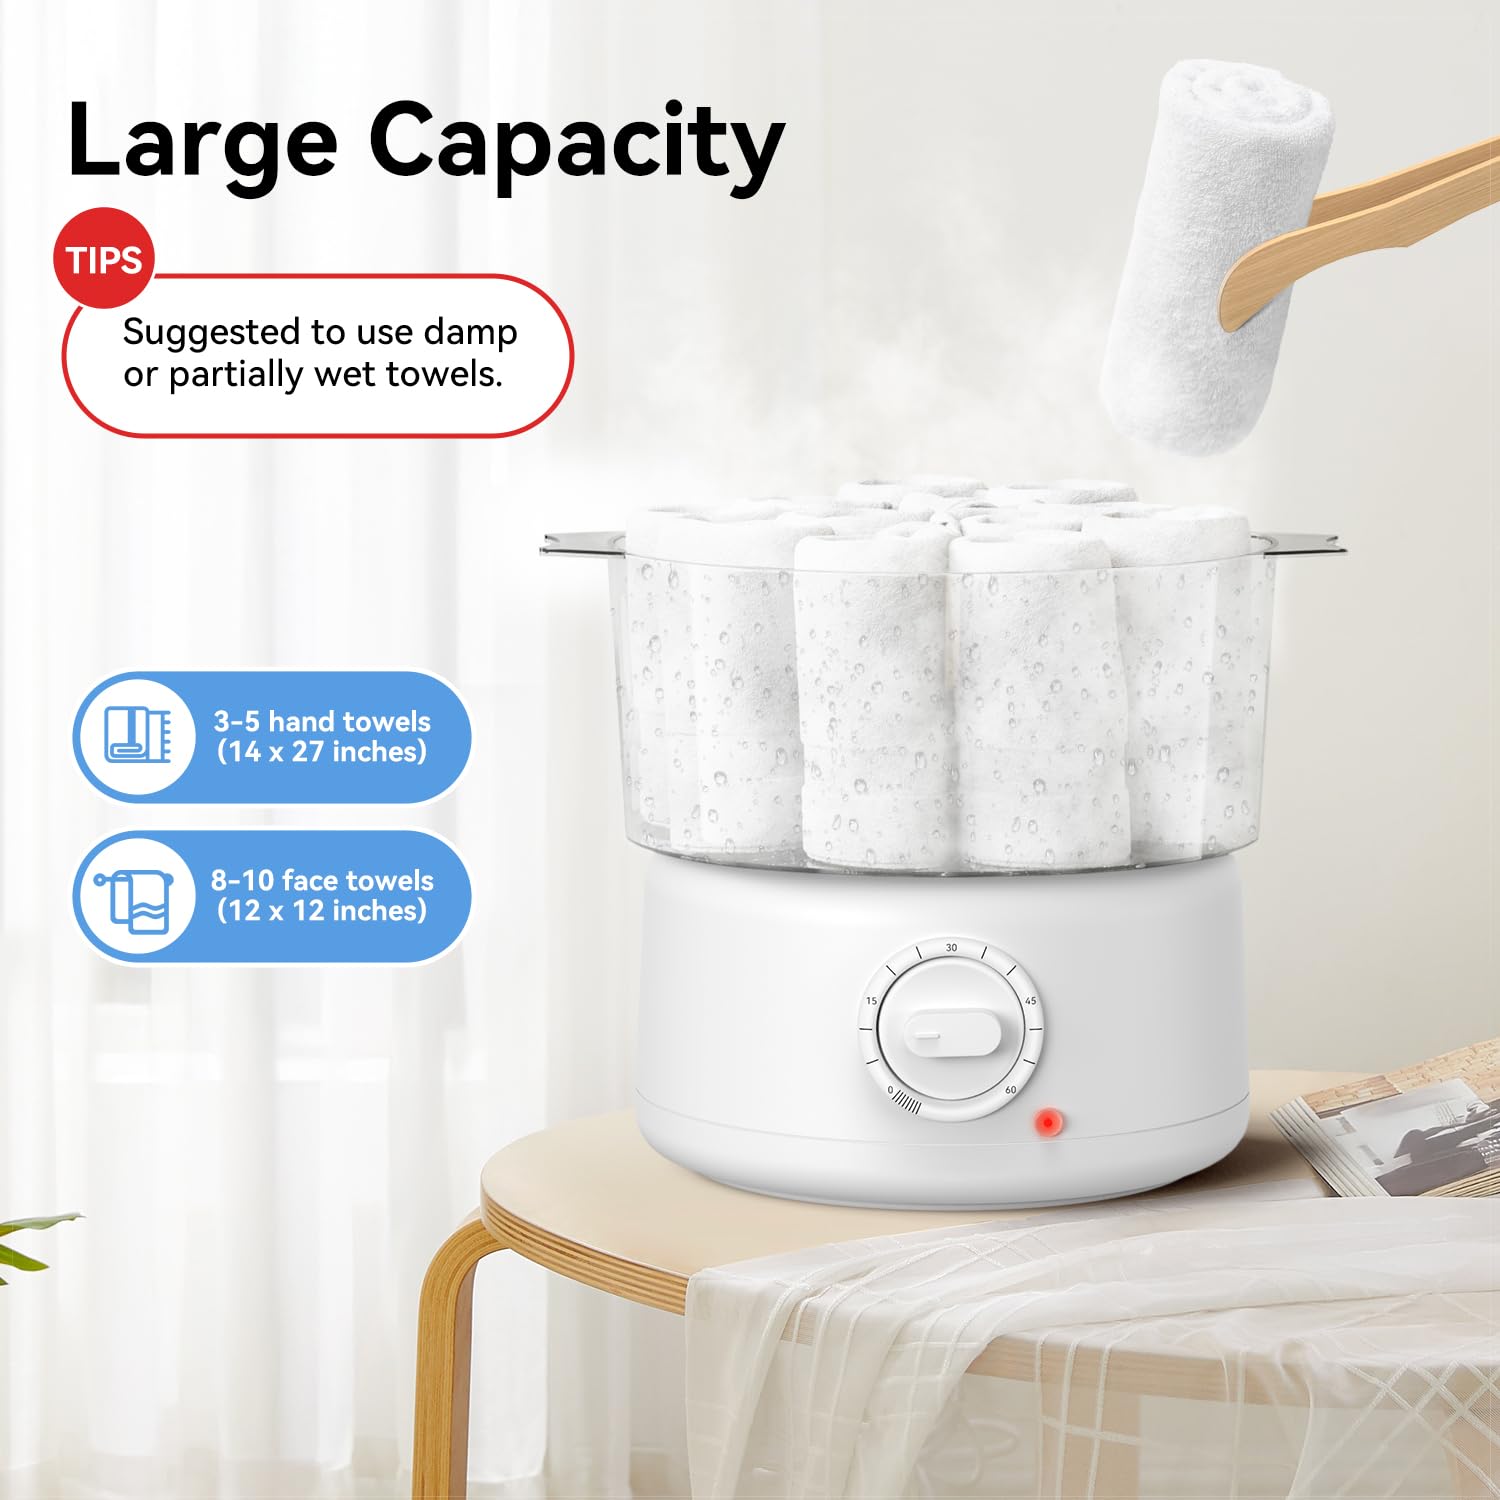 Large Capacity
TIPS
Suggested to use damp
or partially wet towels.
3-5 hand towels
(14 x 27 inches)
8-10 face towels
(12 x 12 inches)
0
15
30
45
60